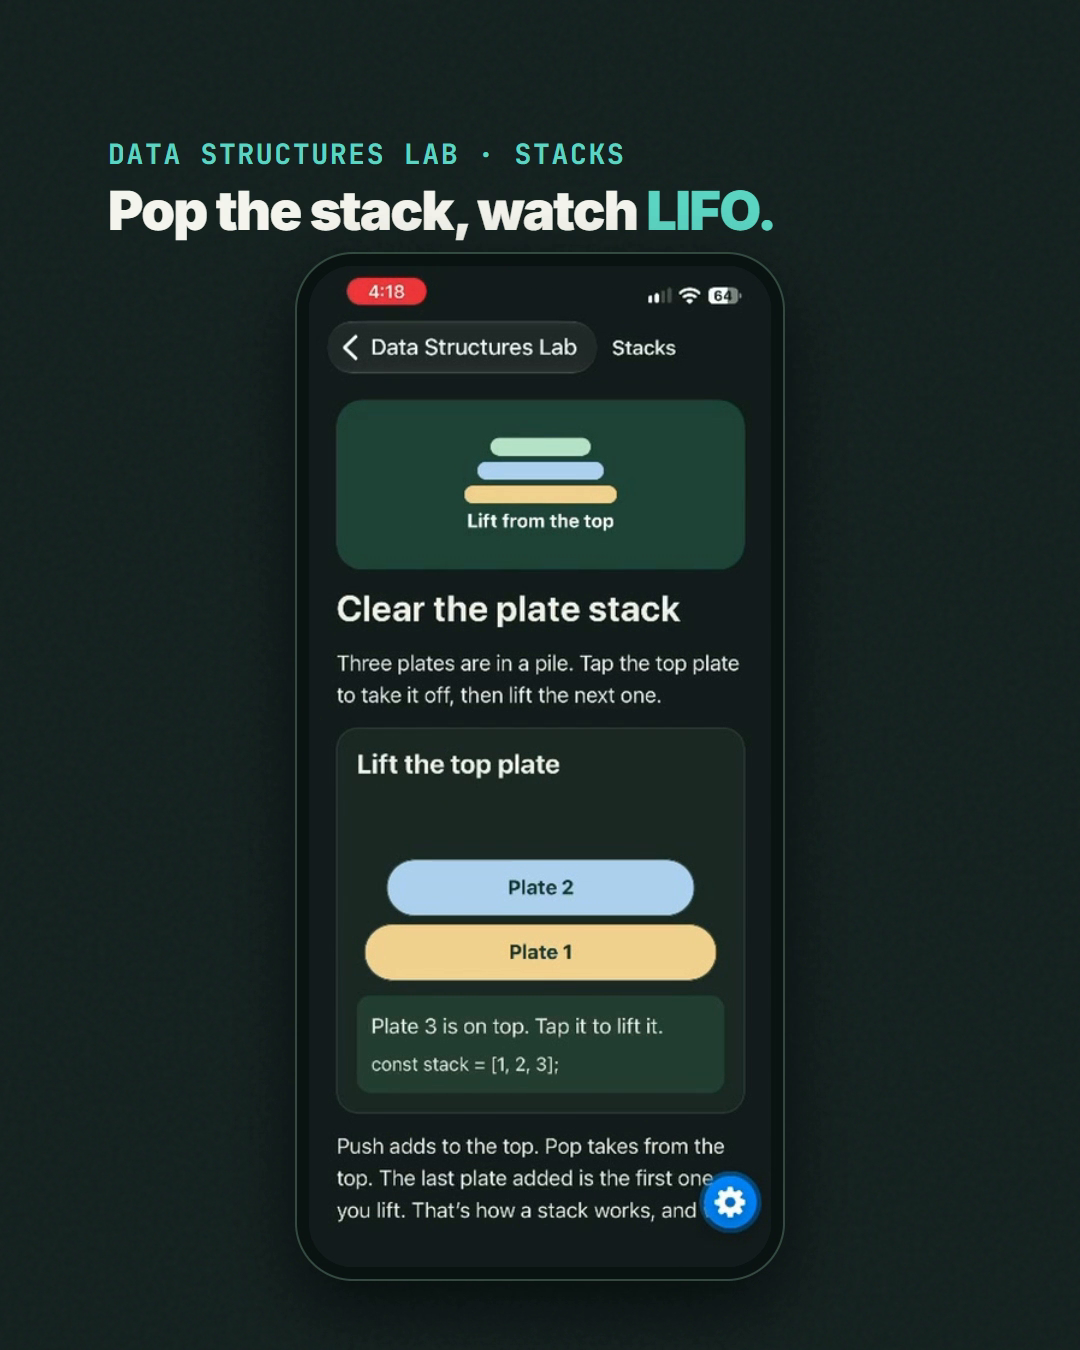 DATA STRUCTURES LAB · STACKS
Pop the stack, watch LIFO.
4:18
64
Data Structures Lab
Stacks
Lift from the top
Clear the plate stack
Three plates are in a pile. Tap the top plate
to take it off, then lift the next one.
Lift the top plate
Plate 2
Plate 1
Plate 3 is on top. Tap it to lift it.
const stack = [1, 2, 3];
Push adds to the top. Pop takes from the
top. The last plate added is the first one
you lift. That’s how a stack works, and